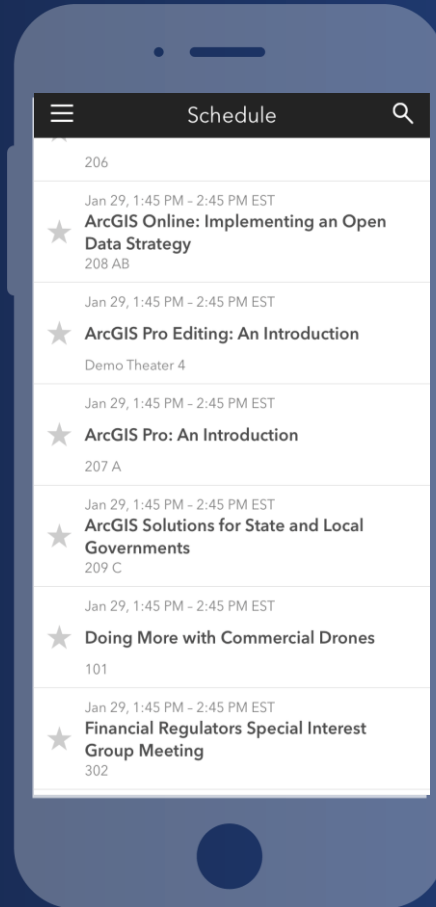 Schedule
206
Jan 29, 1:45 PM – 2:45 PM EST
ArcGIS Online: Implementing an Open
Data Strategy
208 AB
Jan 29, 1:45 PM – 2:45 PM EST
ArcGIS Pro Editing: An Introduction
Demo Theater 4
Jan 29, 1:45 PM – 2:45 PM EST
ArcGIS Pro: An Introduction
207 A
Jan 29, 1:45 PM – 2:45 PM EST
ArcGIS Solutions for State and Local
Governments
209 C
Jan 29, 1:45 PM – 2:45 PM EST
Doing More with Commercial Drones
101
Jan 29, 1:45 PM – 2:45 PM EST
Financial Regulators Special Interest
Group Meeting
302